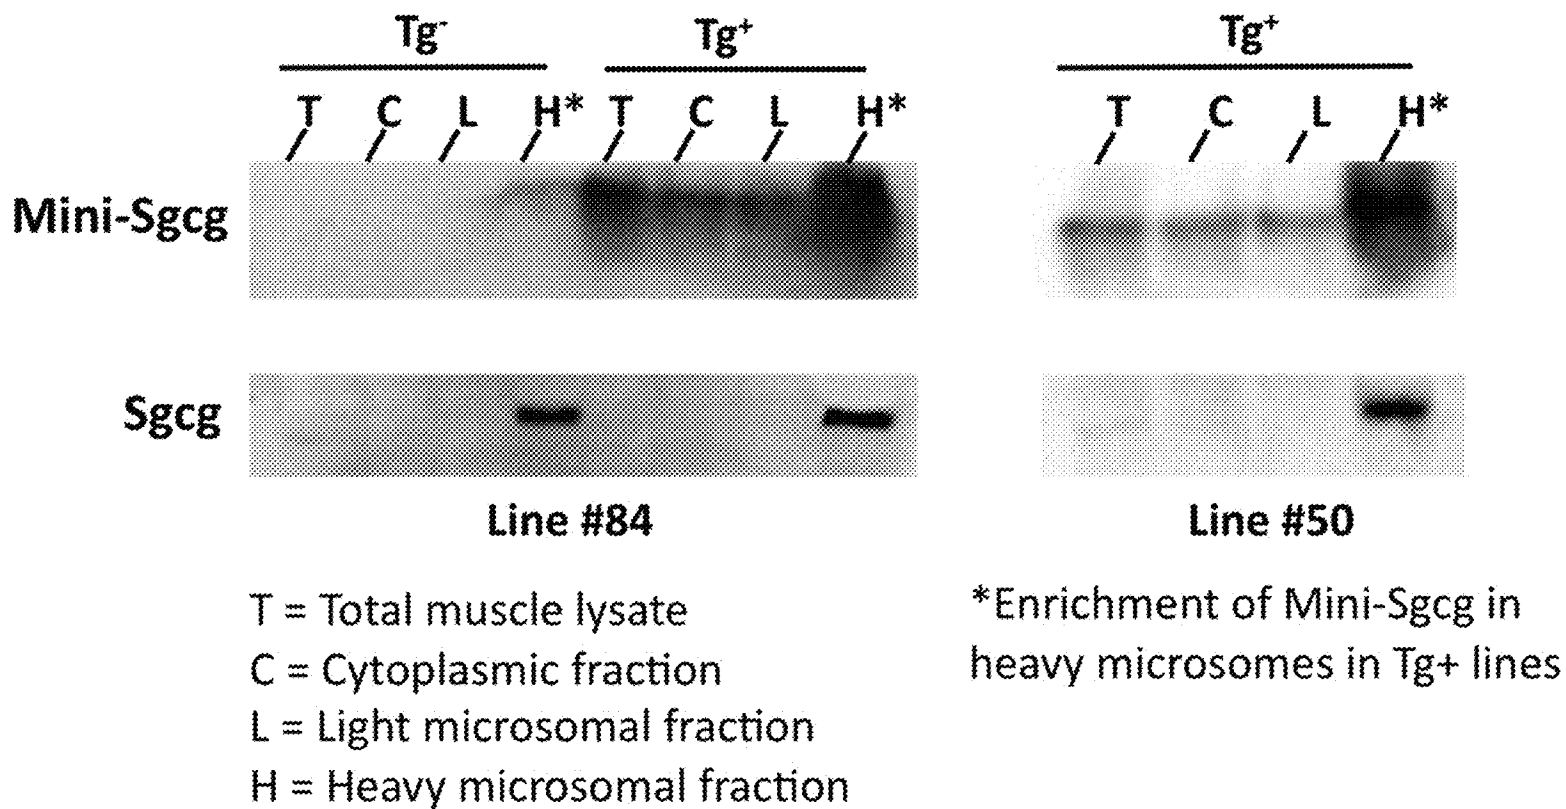 Tg- Tg+ Tg+
T C L H* T C L H* T C L H*
Mini-Sgcg
Sgcg
Line #84 Line #50
T = Total muscle lysate
C = Cytoplasmic fraction
L = Light microsomal fraction
H = Heavy microsomal fraction
*Enrichment of Mini-Sgcg in
heavy microsomes in Tg+ lines